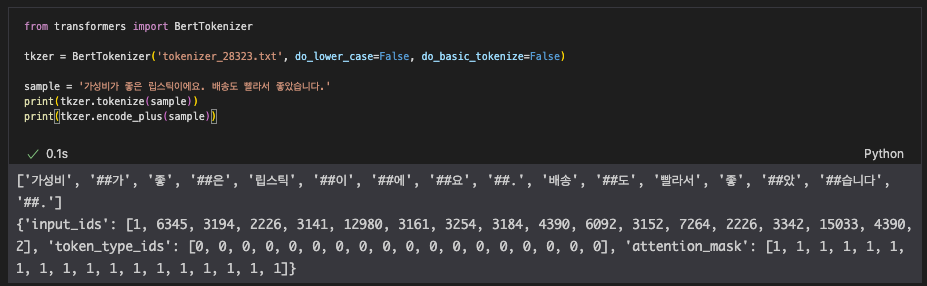 from transformers import BertTokenizer
tkzer = BertTokenizer('tokenizer_28323.txt', do_lower_case=False, do_basic_tokenize=False)
sample = '가성비가 좋은 립스틱이에요. 배송도 빨라서 좋았습니다.'
print(tkzer.tokenize(sample))
print(tkzer.encode_plus(sample))
✓ 0.1s Python
['가성비', '##가', '좋', '##은', '립스틱', '##이', '##에', '##요', '##.', '배송', '##도', '빨라서', '좋', '##았', '##습니다',
'##.']
{'input_ids': [1, 6345, 3194, 2226, 3141, 12980, 3161, 3254, 3184, 4390, 6092, 3152, 7264, 2226, 3342, 15033, 4390,
2], 'token_type_ids': [0, 0, 0, 0, 0, 0, 0, 0, 0, 0, 0, 0, 0, 0, 0, 0, 0, 0], 'attention_mask': [1, 1, 1, 1, 1, 1,
1, 1, 1, 1, 1, 1, 1, 1, 1, 1, 1, 1]}